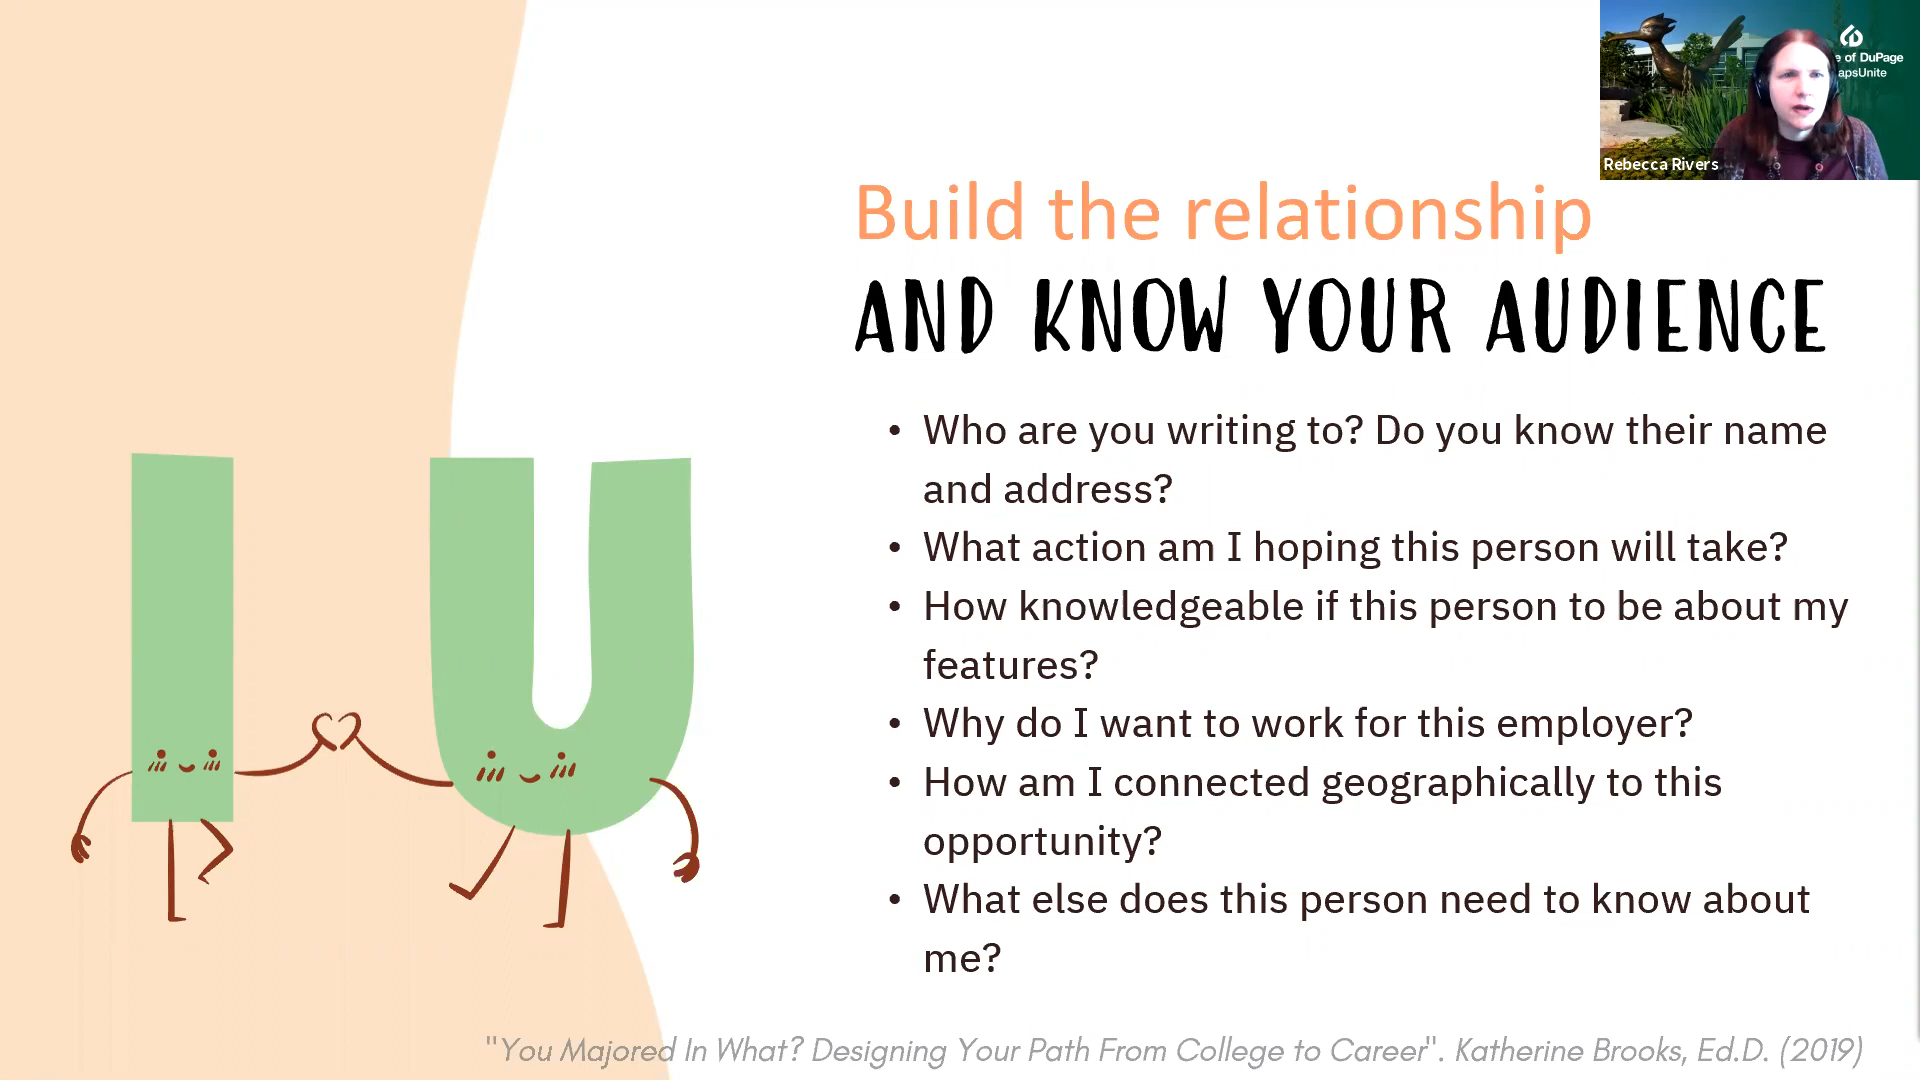 e of DuPage
apsUnite
Rebecca Rivers
Build the relationship
AND KNOW YOUR AUDIENCE
• Who are you writing to? Do you know their name
and address?
• What action am I hoping this person will take?
• How knowledgeable if this person to be about my
features?
• Why do I want to work for this employer?
• How am I connected geographically to this
opportunity?
• What else does this person need to know about
me?
I U
"You Majored In What? Designing Your Path From College to Career". Katherine Brooks, Ed.D. (2019)